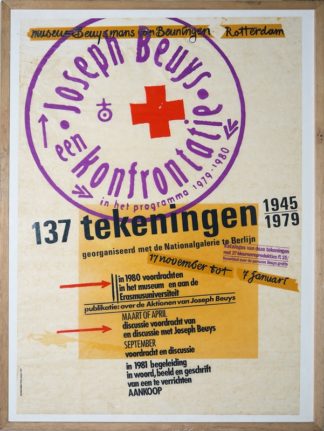 museum Boymans van Beuningen Rotterdam
Joseph Beuys
een konfrontatie
in het programma 1979-1980
137 tekeningen 1945
1979
georganiseerd met de Nationalgalerie te Berlijn
17 november tot 7 januari
in 1980 voordrachten
in het museum en aan de
Erasmusuniversiteit
publikatie: over de Aktionen van Joseph Beuys
MAART OF APRIL
discussie voordracht van
en discussie met Joseph Beuys
SEPTEMBER
voordracht en discussie
in 1981 begeleiding
in woord, beeld en geschrift
van een te verrichten
AANKOOP